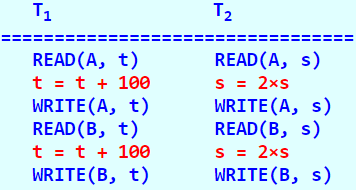 T1 T2
==================================
READ(A, t) READ(A, s)
t = t + 100 s = 2×s
WRITE(A, t) WRITE(A, s)
READ(B, t) READ(B, s)
t = t + 100 s = 2×s
WRITE(B, t) WRITE(B, s)